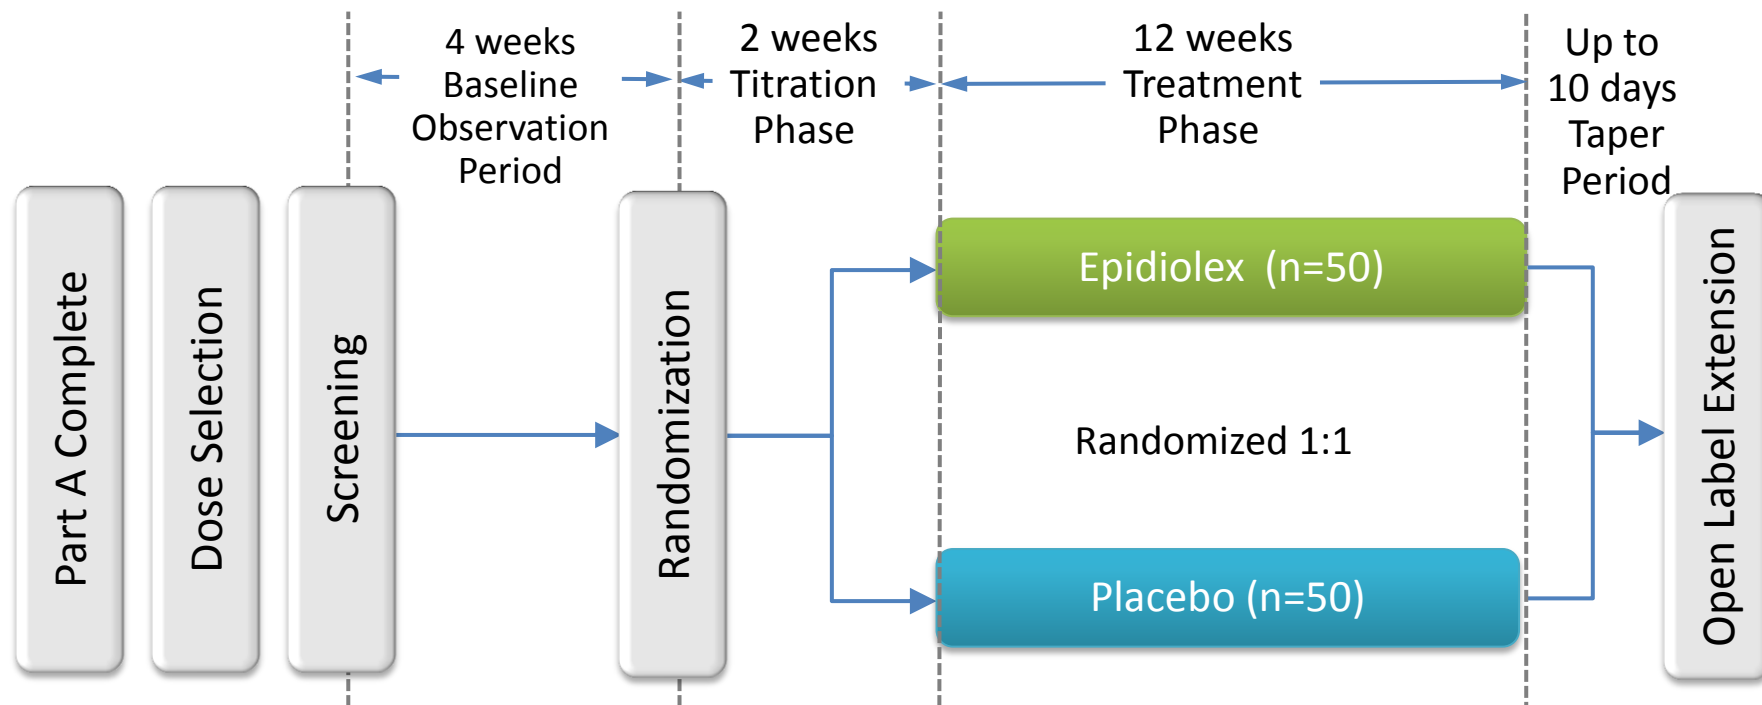 4 weeks
Baseline
Observation
Period
2 weeks
Titration
Phase
12 weeks
Treatment
Phase
Up to
10 days
Taper
Period
Part A Complete
Dose Selection
Screening
Randomization
Epidiolex (n=50)
Randomized 1:1
Placebo (n=50)
Open Label Extension